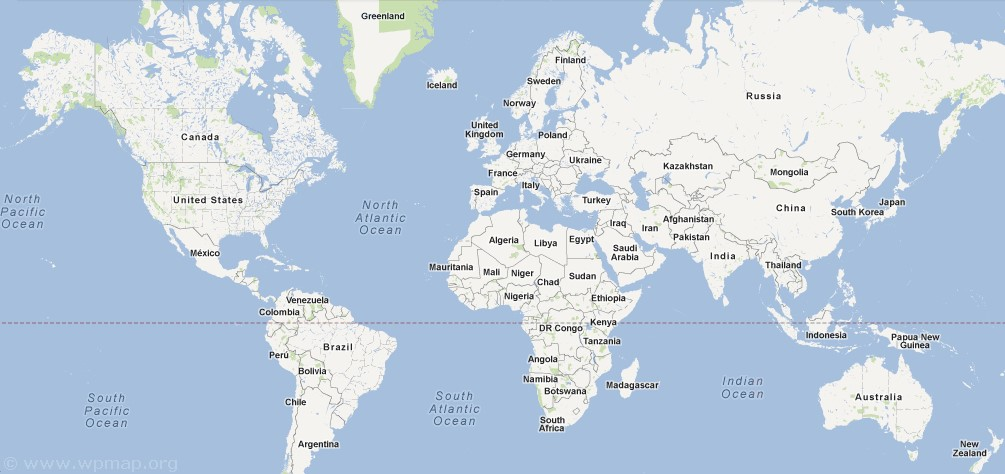 Greenland
Iceland
Finland
Sweden
Norway
Russia
Canada
United
Kingdom
Poland
Germany
Ukraine
France
Kazakhstan
Mongolia
Italy
Spain
United States
Turkey
North
Pacific
Ocean
North
Atlantic
Ocean
China
Japan
South Korea
Iraq
Iran
Afghanistan
Pakistan
Algeria
Libya
Egypt
Saudi
Arabia
México
India
Thailand
Mauritania
Mali
Niger
Chad
Sudan
Nigeria
Ethiopia
Venezuela
Colombia
DR Congo
Kenya
Tanzania
Indonesia
Papua New
Guinea
Perú
Brazil
Bolivia
Angola
Namibia
Botswana
Madagascar
Indian
Ocean
Australia
South
Pacific
Ocean
South
Atlantic
Ocean
Chile
South
Africa
Argentina
New
Zealand
© www.wpmap.org